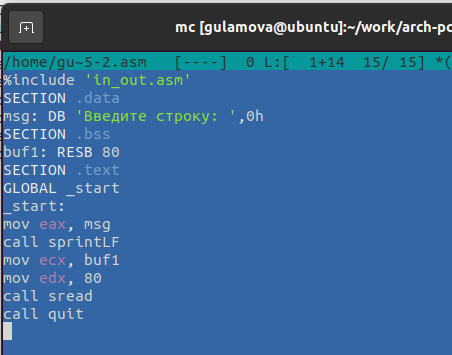 mc [gulamova@ubuntu]:~/work/arch-pc
/home/gu~5-2.asm [----] 0 L:[ 1+14 15/ 15] *(
%include 'in_out.asm'
SECTION .data
msg: DB 'Введите строку: ',0h
SECTION .bss
buf1: RESB 80
SECTION .text
GLOBAL _start
_start:
mov eax, msg
call sprintLF
mov ecx, buf1
mov edx, 80
call sread
call quit